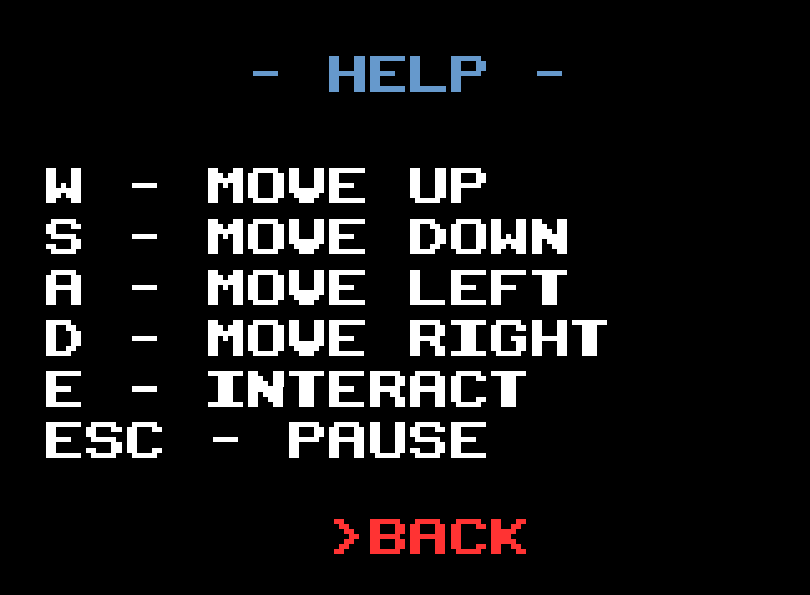 - HELP -
W - MOVE UP
S - MOVE DOWN
A - MOVE LEFT
D - MOVE RIGHT
E - INTERACT
ESC - PAUSE
>BACK